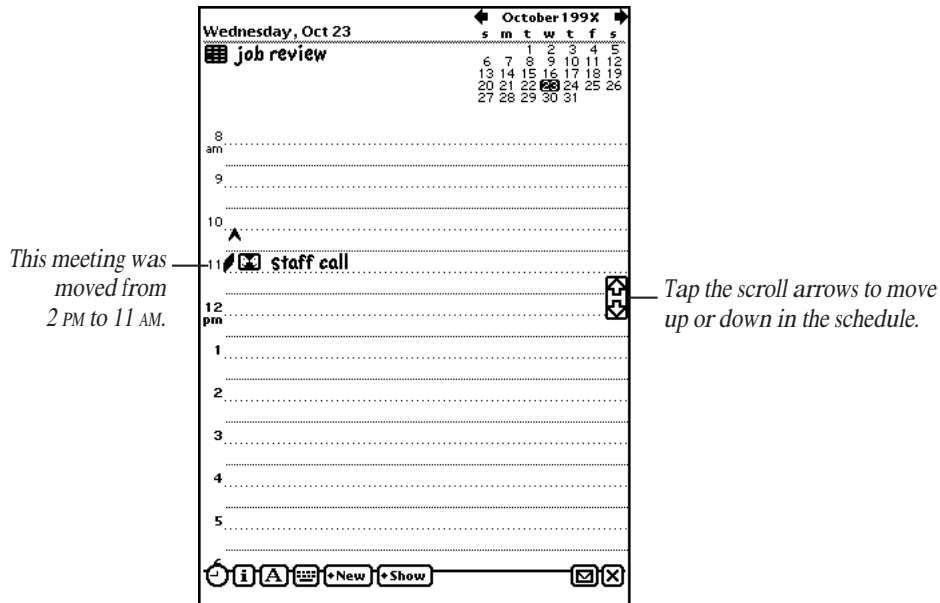 October 199X
Wednesday, Oct 23
s m t w t f s
job review
1 2 3 4 5
6 7 8 9 10 11 12
13 14 15 16 17 18 19
20 21 22 23 24 25 26
27 28 29 30 31
8
am
9
10
This meeting was
moved from
2 PM to 11 AM.
11 staff call
Tap the scroll arrows to move
up or down in the schedule.
12
pm
1
2
3
4
5
i A New Show